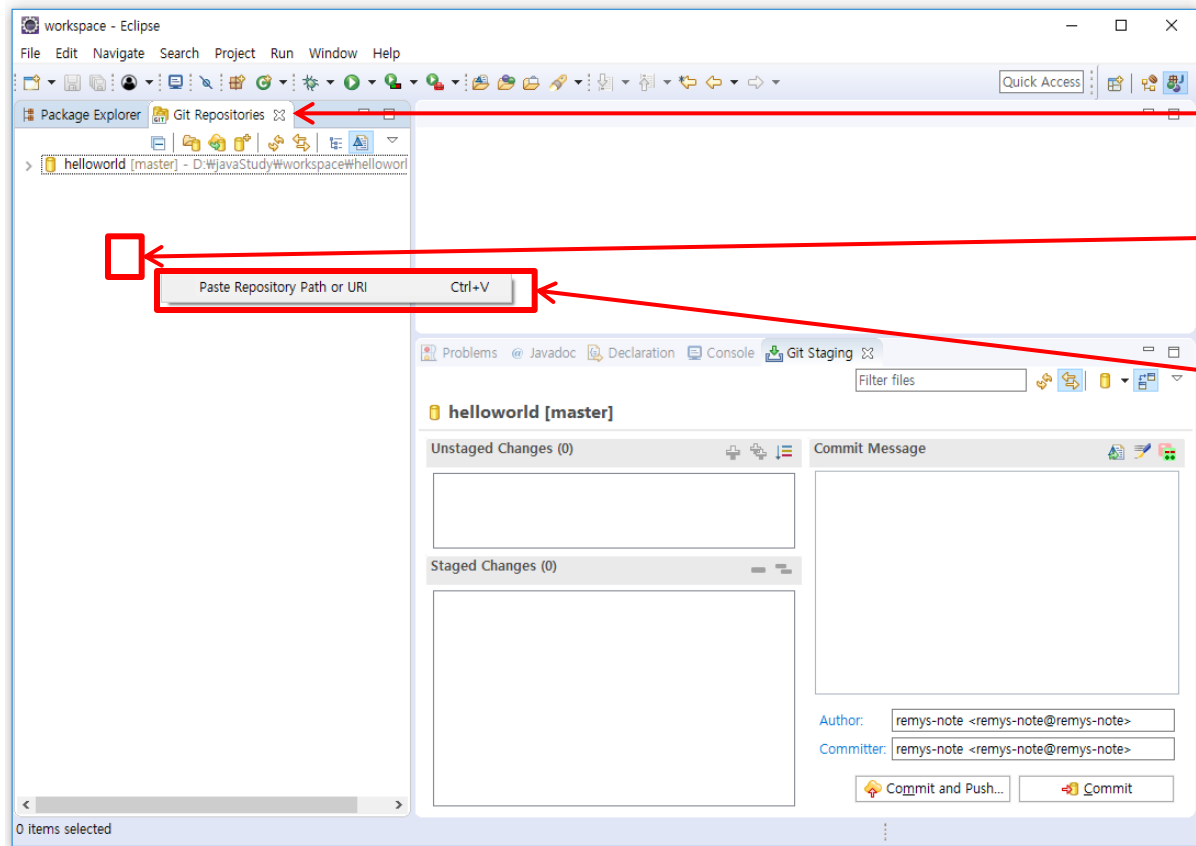 workspace - Eclipse
File Edit Navigate Search Project Run Window Help
Quick Access
Package Explorer Git Repositories
helloworld [master] - D:₩javaStudy₩workspace₩helloworl
Paste Repository Path or URI Ctrl+V
Problems @ Javadoc Declaration Console Git Staging
Filter files
helloworld [master]
Unstaged Changes (0)
Commit Message
Staged Changes (0)
Author: remys-note <remys-note@remys-note>
Committer: remys-note <remys-note@remys-note>
Commit and Push... Commit
0 items selected